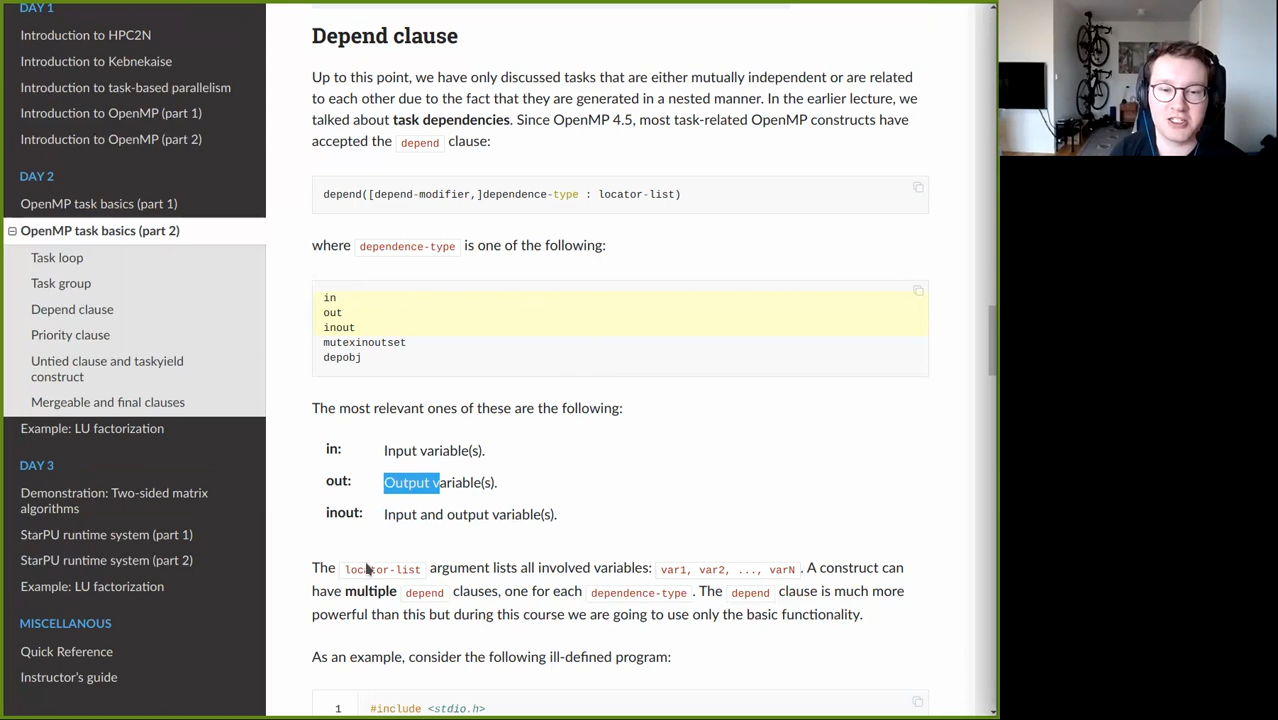 DAY 1
Introduction to HPC2N
Introduction to Kebnekaise
Introduction to task-based parallelism
Introduction to OpenMP (part 1)
Introduction to OpenMP (part 2)
DAY 2
OpenMP task basics (part 1)
OpenMP task basics (part 2)
Task loop
Task group
Depend clause
Priority clause
Untied clause and taskyield
construct
Mergeable and final clauses
Example: LU factorization
DAY 3
Demonstration: Two-sided matrix
algorithms
StarPU runtime system (part 1)
StarPU runtime system (part 2)
Example: LU factorization
MISCELLANOUS
Quick Reference
Instructor's guide
Depend clause
Up to this point, we have only discussed tasks that are either mutually independent or are related
to each other due to the fact that they are generated in a nested manner. In the earlier lecture, we
talked about task dependencies. Since OpenMP 4.5, most task-related OpenMP constructs have
accepted the depend clause:
depend([depend-modifier,]dependence-type : locator-list)
where dependence-type is one of the following:
in
out
inout
mutexinoutset
depobj
The most relevant ones of these are the following:
in: Input variable(s).
out: Output variable(s).
inout: Input and output variable(s).
The locator-list argument lists all involved variables: var1, var2, ..., varN . A construct can
have multiple depend clauses, one for each dependence-type . The depend clause is much more
powerful than this but during this course we are going to use only the basic functionality.
As an example, consider the following ill-defined program:
1 #include <stdio.h>